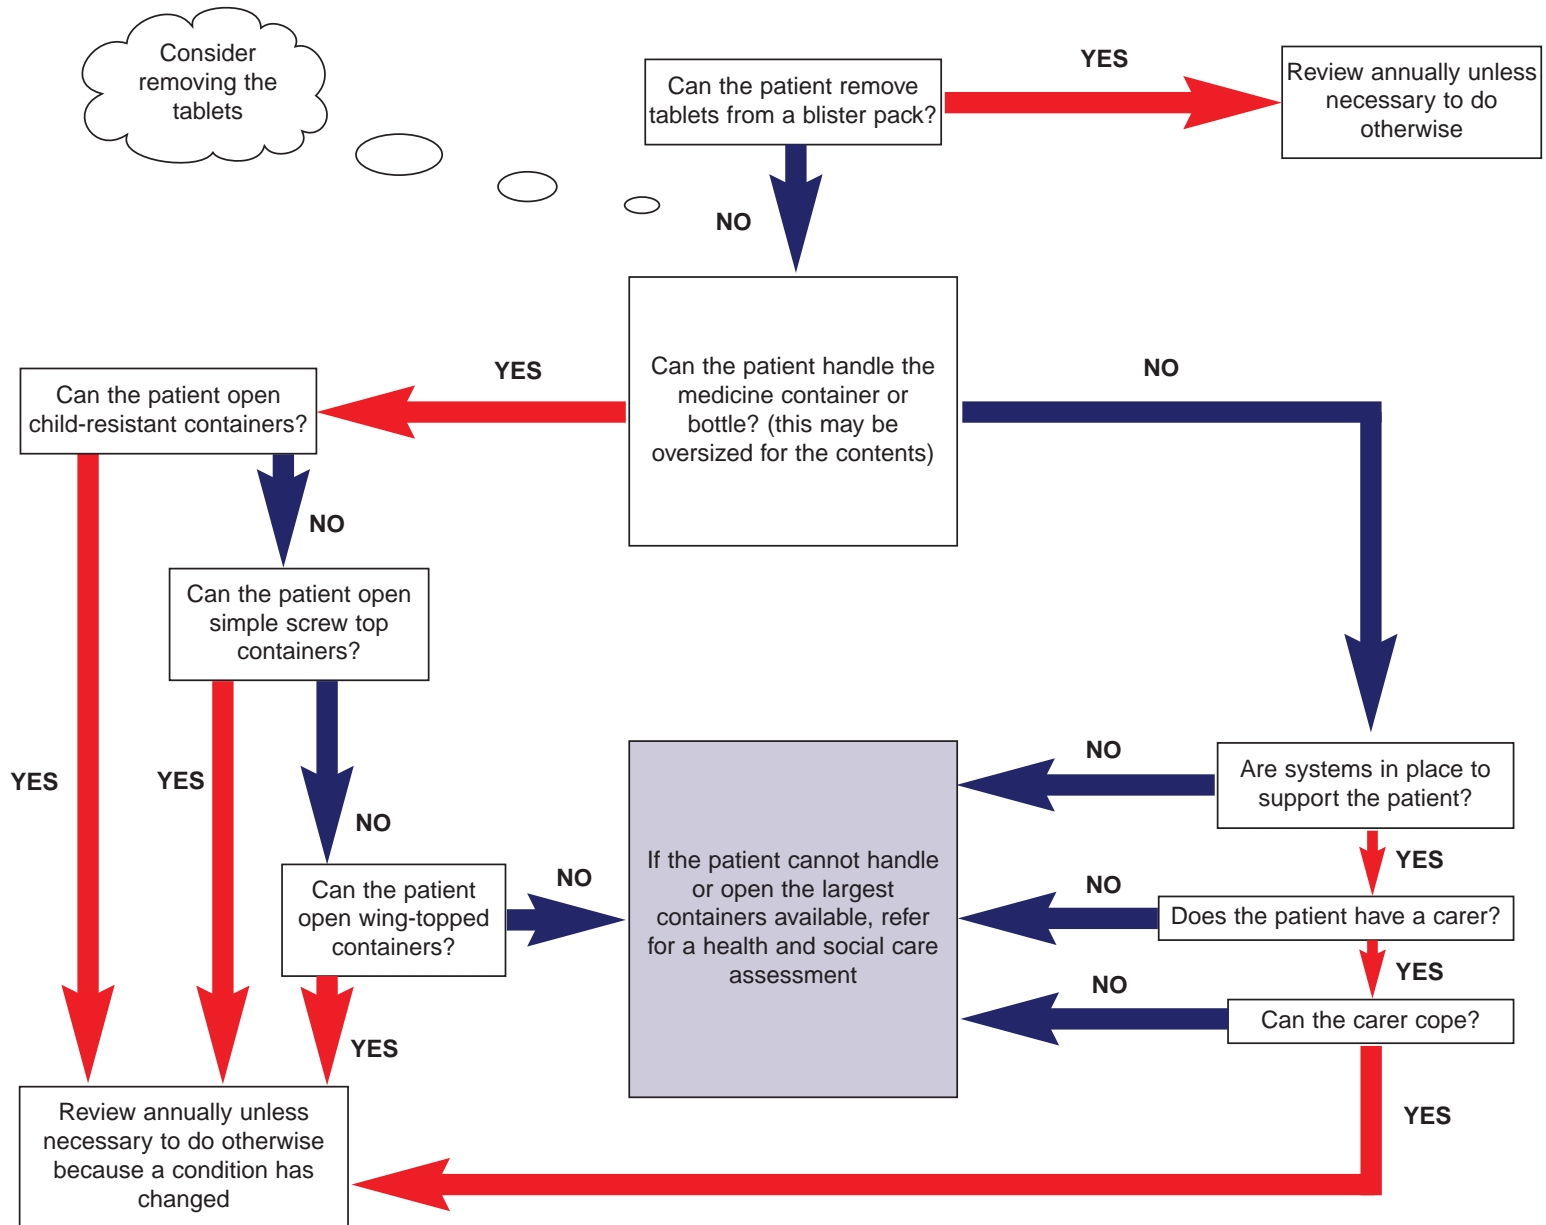 Consider
removing the
tablets
Can the patient remove
tablets from a blister pack?
YES
Review annually unless
necessary to do
otherwise
NO
Can the patient handle the
medicine container or
bottle? (this may be
oversized for the contents)
YES
NO
Can the patient open
child-resistant containers?
NO
Can the patient open
simple screw top
containers?
YES
YES
NO
Can the patient
open wing-topped
containers?
NO
YES
If the patient cannot handle
or open the largest
containers available, refer
for a health and social care
assessment
NO
Are systems in place to
support the patient?
YES
NO
Does the patient have a carer?
YES
NO
Can the carer cope?
YES
Review annually unless
necessary to do otherwise
because a condition has
changed